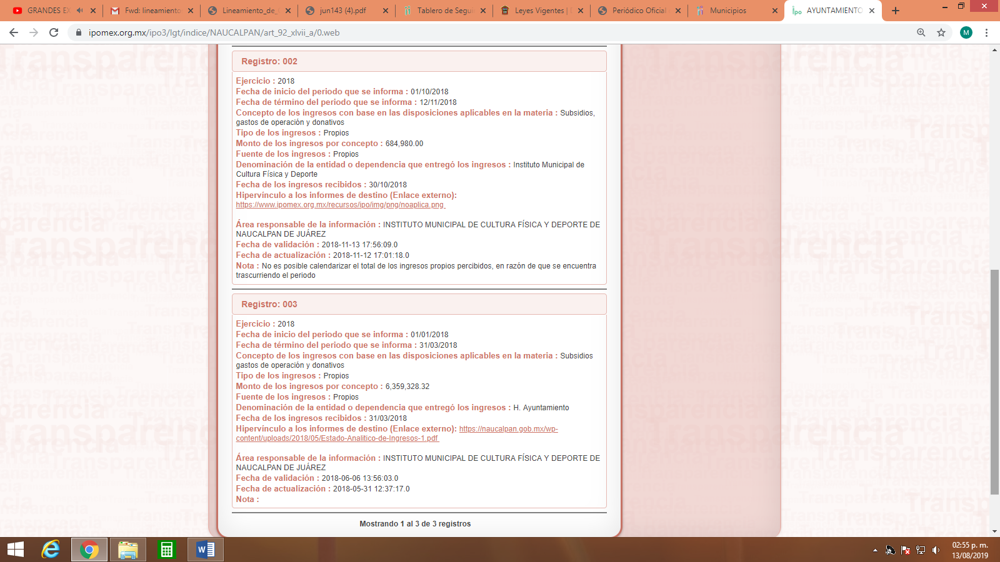 GRANDES EX
Fwd: lineamiento
Lineamiento_de_
jun143 (4).pdf
Tablero de Segui
Leyes Vigentes |
Periódico Oficial
Municipios
AYUNTAMIENTO
ipomex.org.mx/ipo3/lgt/indice/NAUCALPAN/art_92_xlvii_a/0.web
M
Registro: 002
Ejercicio : 2018
Fecha de inicio del periodo que se informa : 01/10/2018
Fecha de término del periodo que se informa : 12/11/2018
Concepto de los ingresos con base en las disposiciones aplicables en la materia : Subsidios,
gastos de operación y donativos
Tipo de los ingresos : Propios
Monto de los ingresos por concepto : 684,980.00
Fuente de los ingresos : Propios
Denominación de la entidad o dependencia que entregó los ingresos : Instituto Municipal de
Cultura Física y Deporte
Fecha de los ingresos recibidos : 30/10/2018
Hipervínculo a los informes de destino (Enlace externo):
https://www.ipomex.org.mx/recursos/ipo/img/png/noaplica.png
Área responsable de la información : INSTITUTO MUNICIPAL DE CULTURA FÍSICA Y DEPORTE DE
NAUCALPAN DE JUÁREZ
Fecha de validación : 2018-11-13 17:56:09.0
Fecha de actualización : 2018-11-12 17:01:18.0
Nota : No es posible calendarizar el total de los ingresos propios percibidos, en razón de que se encuentra
trascurriendo el periodo
Registro: 003
Ejercicio : 2018
Fecha de inicio del periodo que se informa : 01/01/2018
Fecha de término del periodo que se informa : 31/03/2018
Concepto de los ingresos con base en las disposiciones aplicables en la materia : Subsidios
gastos de operación y donativos
Tipo de los ingresos : Propios
Monto de los ingresos por concepto : 6,359,328.32
Fuente de los ingresos : Propios
Denominación de la entidad o dependencia que entregó los ingresos : H. Ayuntamiento
Fecha de los ingresos recibidos : 31/03/2018
Hipervínculo a los informes de destino (Enlace externo): https://naucalpan.gob.mx/wp-
content/uploads/2018/05/Estado-Analitico-de-Ingresos-1.pdf
Área responsable de la información : INSTITUTO MUNICIPAL DE CULTURA FÍSICA Y DEPORTE DE
NAUCALPAN DE JUÁREZ
Fecha de validación : 2018-06-06 13:56:03.0
Fecha de actualización : 2018-05-31 12:37:17.0
Nota :
Mostrando 1 al 3 de 3 registros
02:55 p. m.
13/08/2019